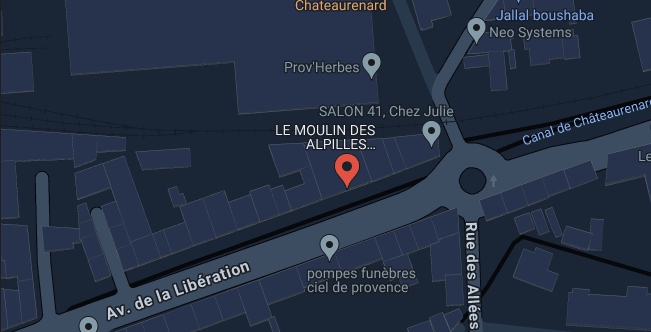 Chateaurenard
Jallal boushaba
Neo Systems
Prov'Herbes
SALON 41, Chez Julie
Canal de Châteaurenard
LE MOULIN DES
ALPILLES...
Le
Rue des Allées
Av. de la Libération
pompes funèbres
ciel de provence